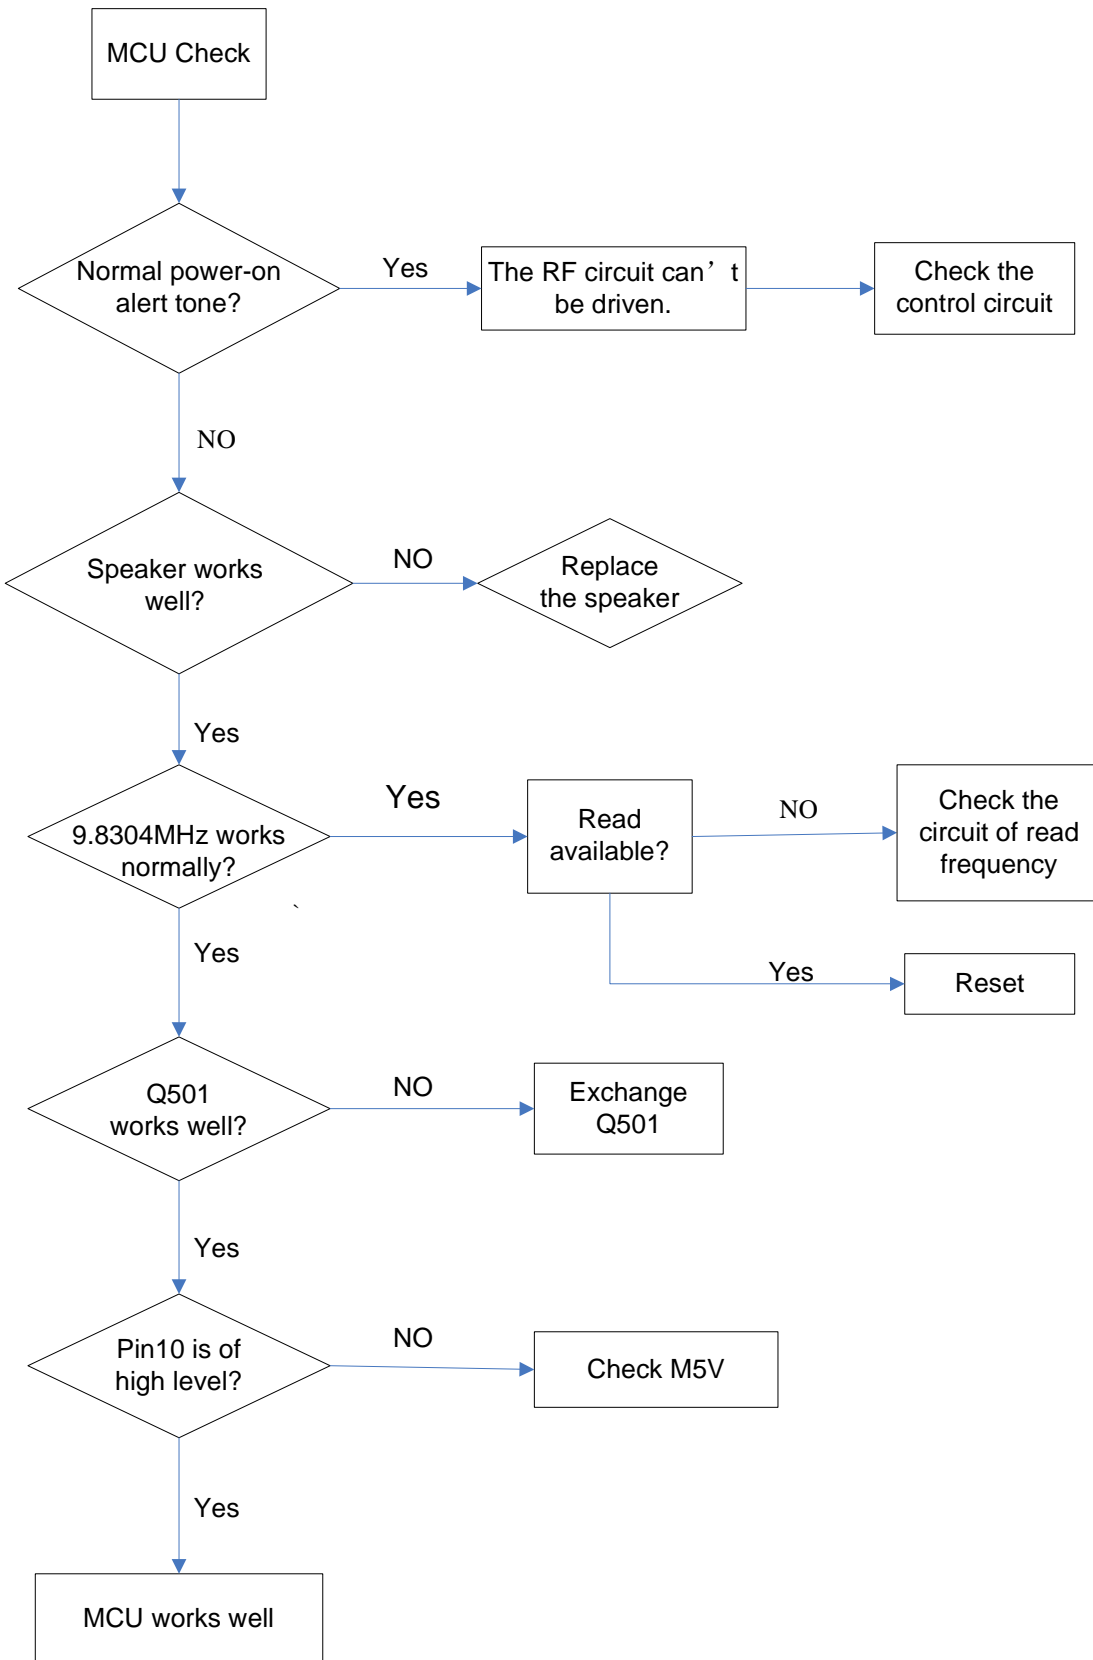 MCU Check
Normal power-on
alert tone?
Yes
The RF circuit can’ t
be driven.
Check the
control circuit
NO
Speaker works
well?
NO
Replace
the speaker
Yes
9.8304MHz works
normally?
Yes
Read
available?
NO
Check the
circuit of read
frequency
`
Yes
Yes
Reset
Q501
works well?
NO
Exchange
Q501
Yes
Pin10 is of
high level?
NO
Check M5V
Yes
MCU works well